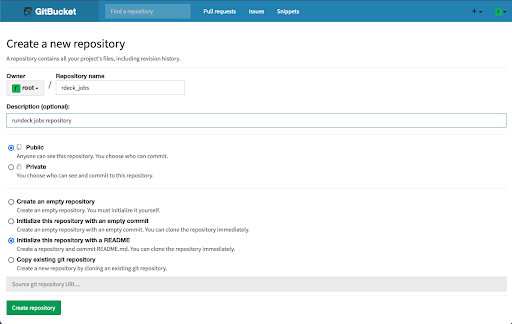 GitBucket Find a repository Pull requests Issues Snippets
Create a new repository
A repository contains all your project's files, including revision history.
Owner Repository name
root / rdeck_jobs
Description (optional):
rundeck jobs repository
Public
Anyone can see this repository. You choose who can commit.
Private
You choose who can see and commit to this repository.
Create an empty repository
Create an empty repository. You must initialize it yourself.
Initialize this repository with an empty commit
Create an empty repository with an empty commit. You can clone the repository immediately.
Initialize this repository with a README
Create a repository and commit README.md. You can clone the repository immediately.
Copy existing git repository
Create a new repository by cloning an existing git repository.
Source git repository URL...
Create repository